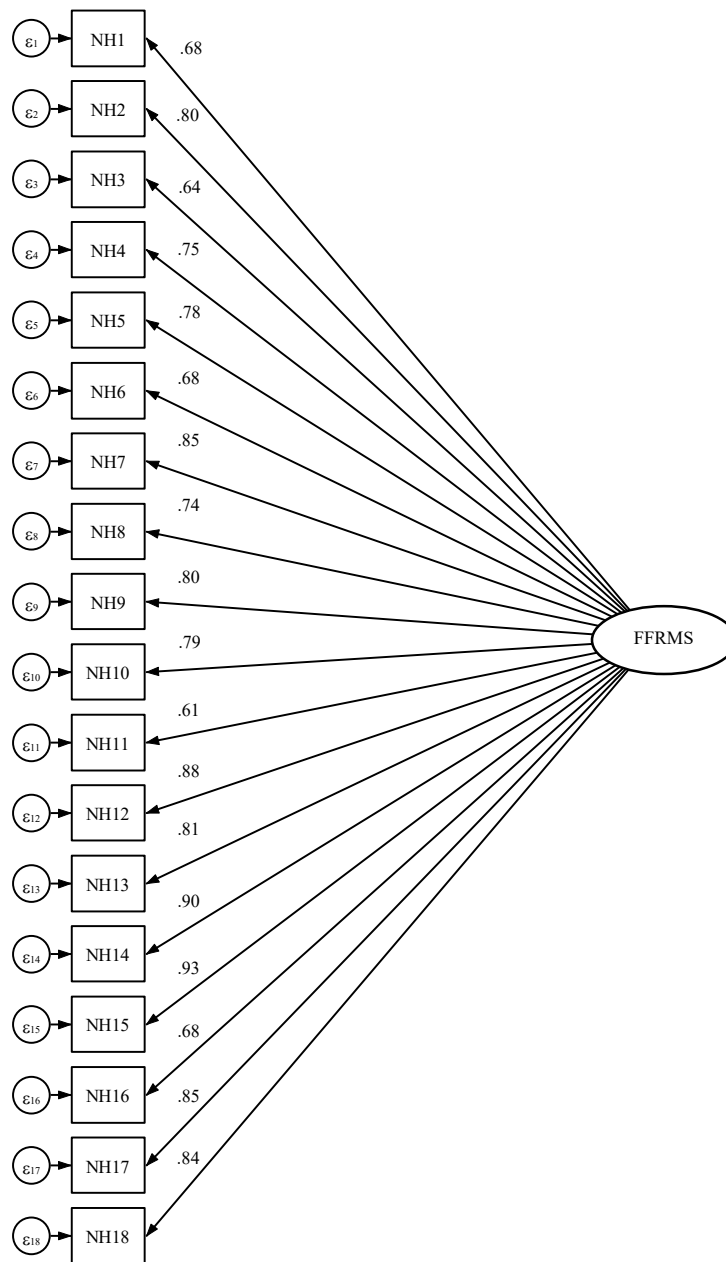 ε1 NH1 .68
ε2 NH2 .80
ε3 NH3 .64
ε4 NH4 .75
ε5 NH5 .78
ε6 NH6 .68
ε7 NH7 .85
ε8 NH8 .74
ε9 NH9 .80
FFRMS
ε10 NH10 .79
ε11 NH11 .61
ε12 NH12 .88
ε13 NH13 .81
ε14 NH14 .90
ε15 NH15 .93
ε16 NH16 .68
ε17 NH17 .85
ε18 NH18 .84